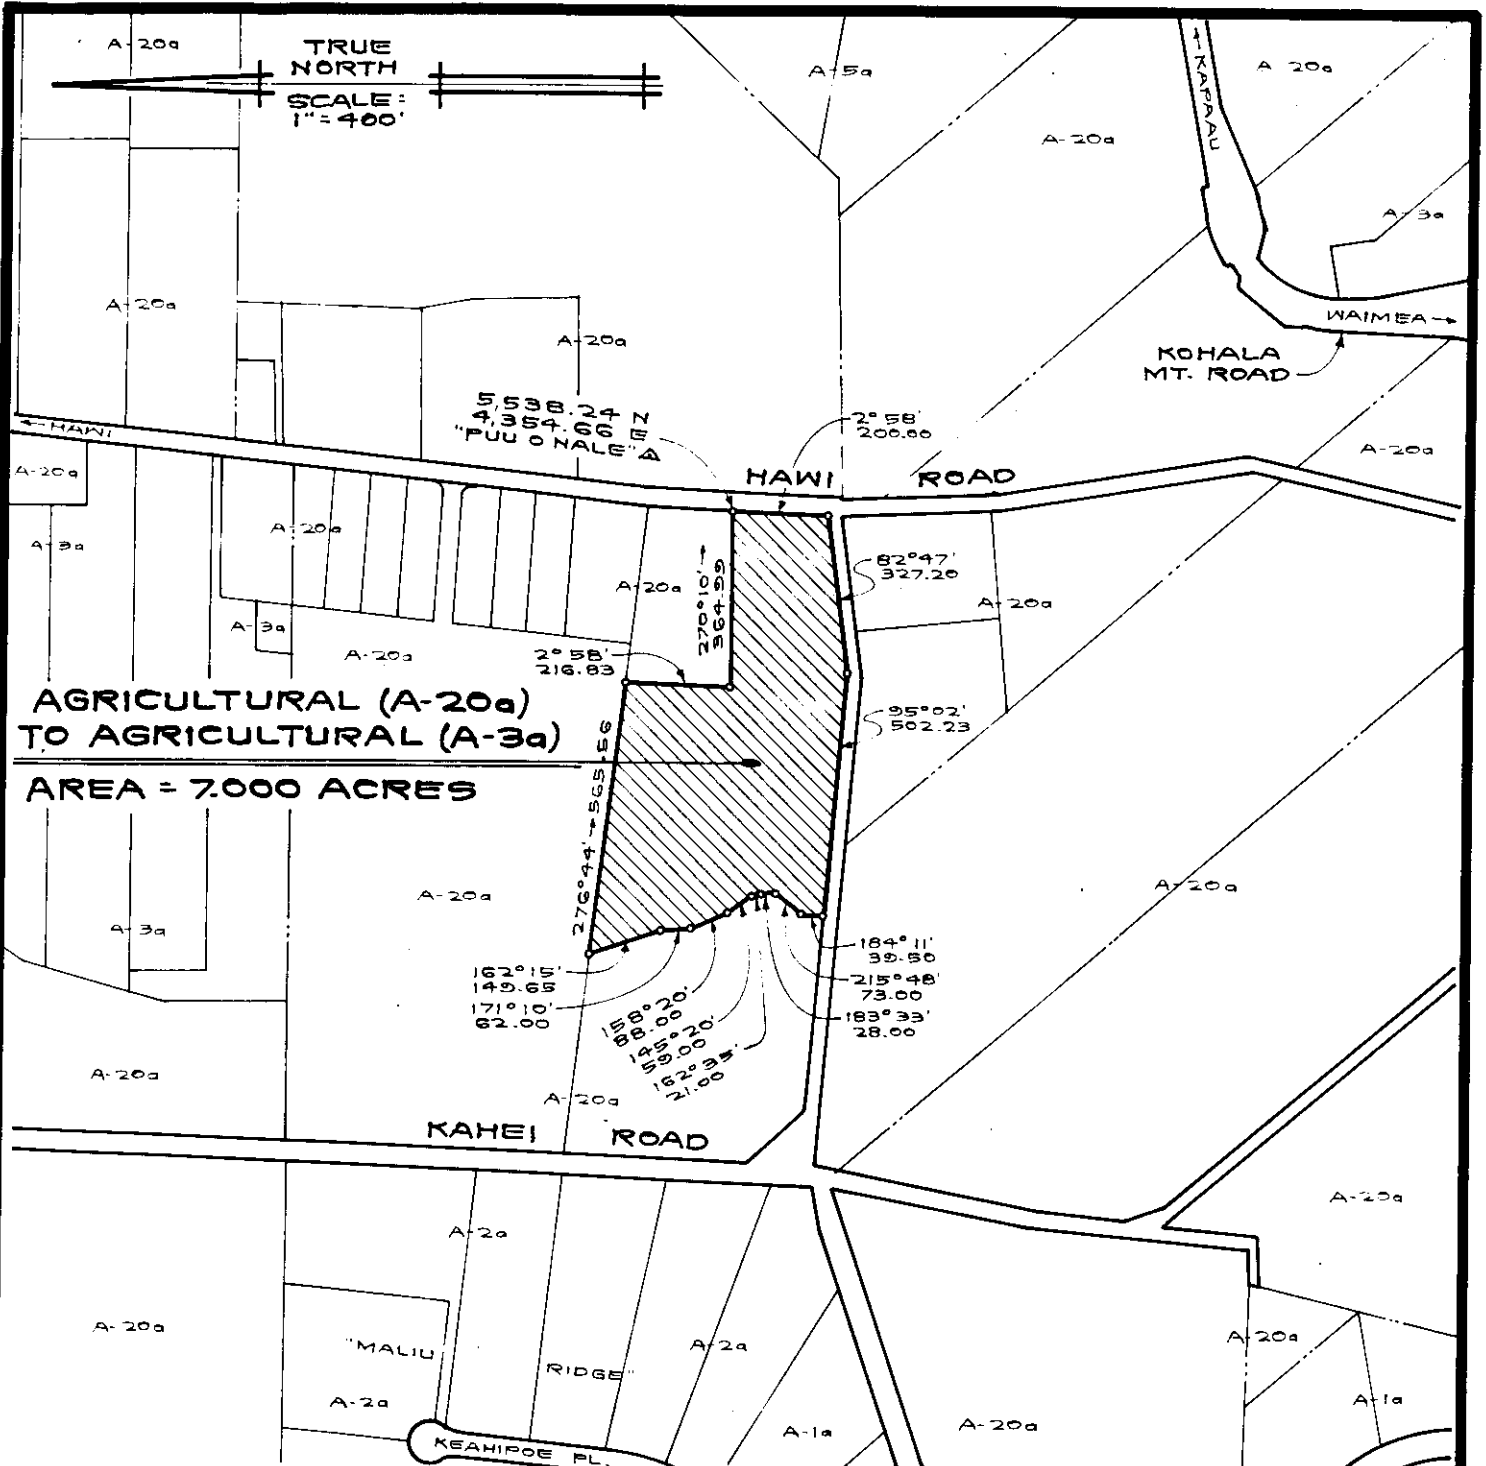 A-20a
TRUE
NORTH
SCALE:
1"=400'
A-5a
A-20a
A-20a
KAPAAU
A-3a
A-20a
A-20a
WAIMEA
KOHALA
MT. ROAD
5,538.24 N
4,354.66 E
"PUU O NALE"
2°58'
200.00
HAWI
A-20a
A-20a
HAWI ROAD
A-20a
A-3a
A-20a
270°10'
364.99
82°47'
327.20
A-20a
A-3a
A-20a
2°58'
216.83
AGRICULTURAL (A-20a)
TO AGRICULTURAL (A-3a)
AREA = 7.000 ACRES
95°02'
502.23
276°44'
565.56
A-20a
A-20a
A-3a
162°15'
149.65
171°10'
62.00
158°20'
88.00
145°20'
59.00
162°35'
21.00
184°11'
39.50
215°48'
73.00
183°33'
28.00
A-20a
A-20a
KAHEI ROAD
A-20a
A-2a
A-20a
"MALIU
RIDGE"
A-2a
A-20a
A-2a
A-1a
A-20a
A-1a
KEAHIPOE PL.